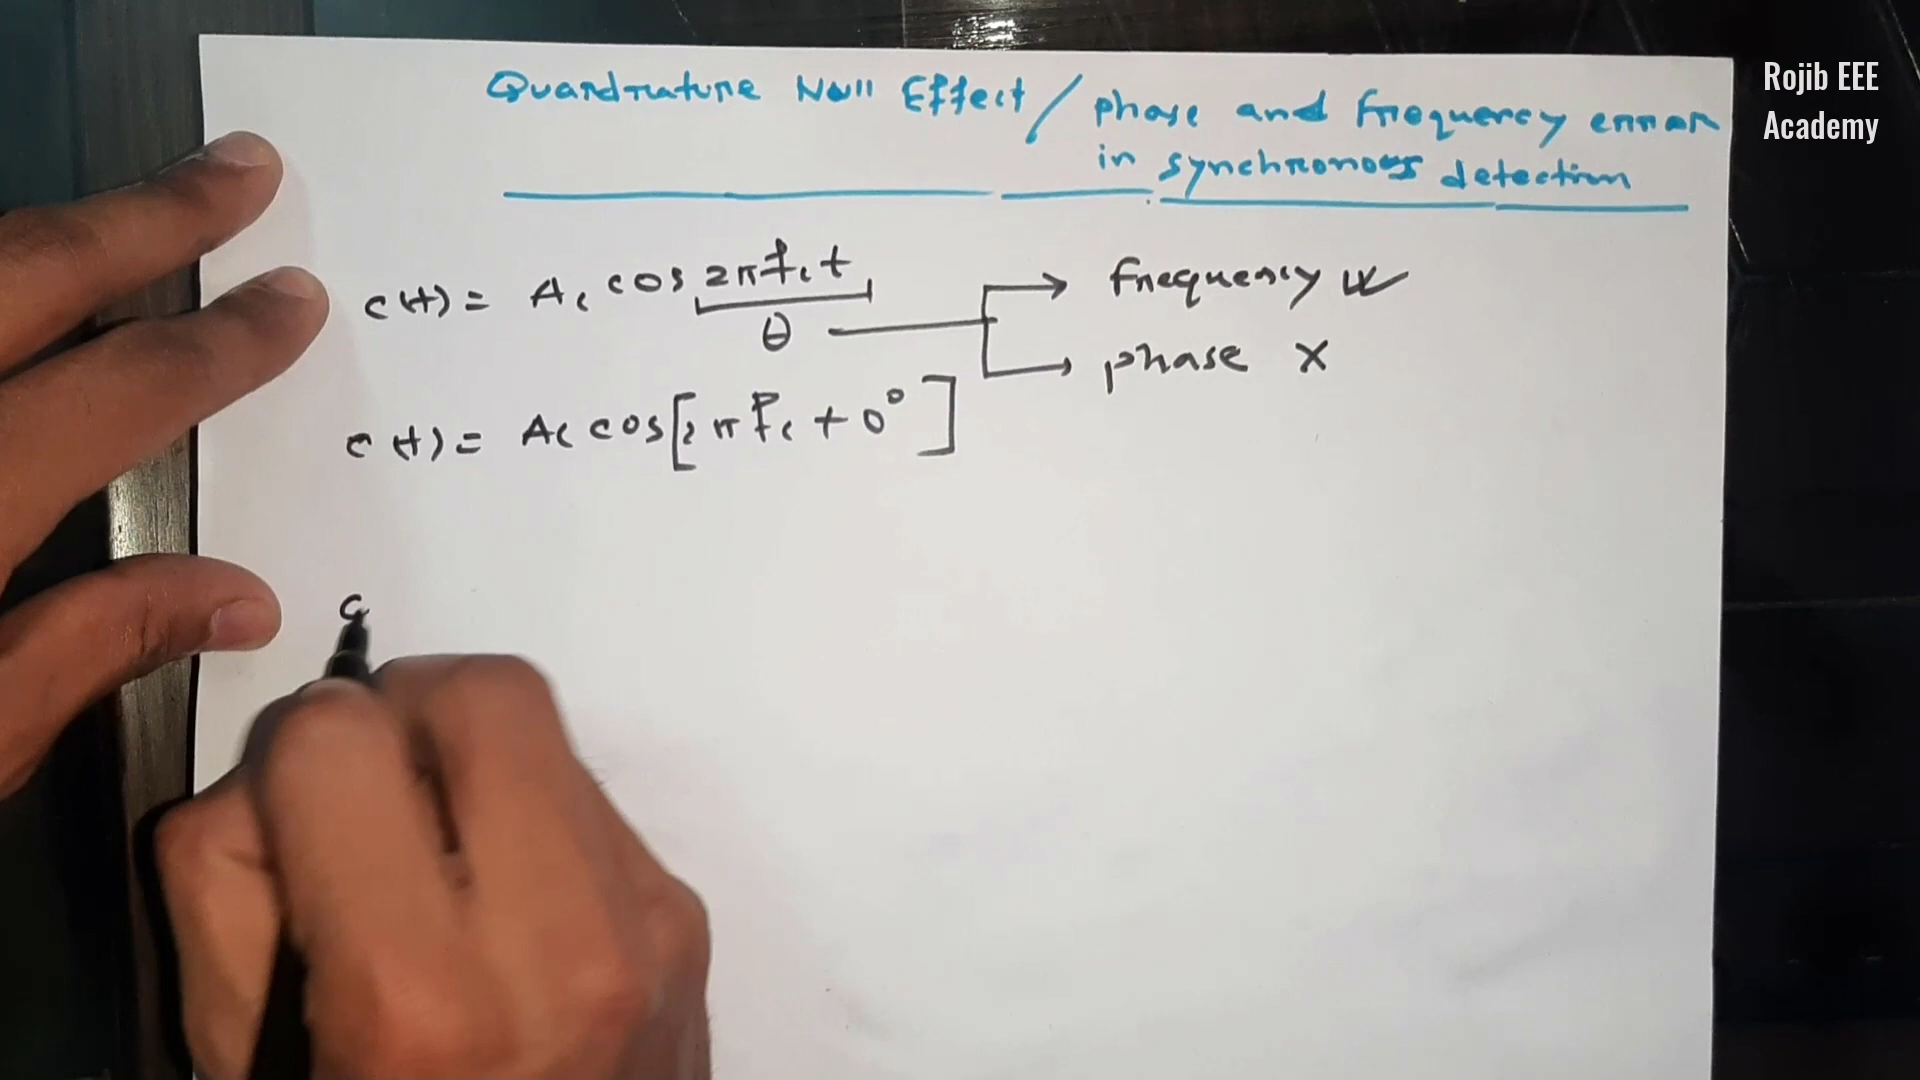 Quardrature Null Effect / phase and frequency error
in synchronous detection
Rojib EEE
Academy
c(t) = Ac cos 2πfct
θ → frequency
→ phase ×
c(t) = Ac cos[2πfc + 0°]
c